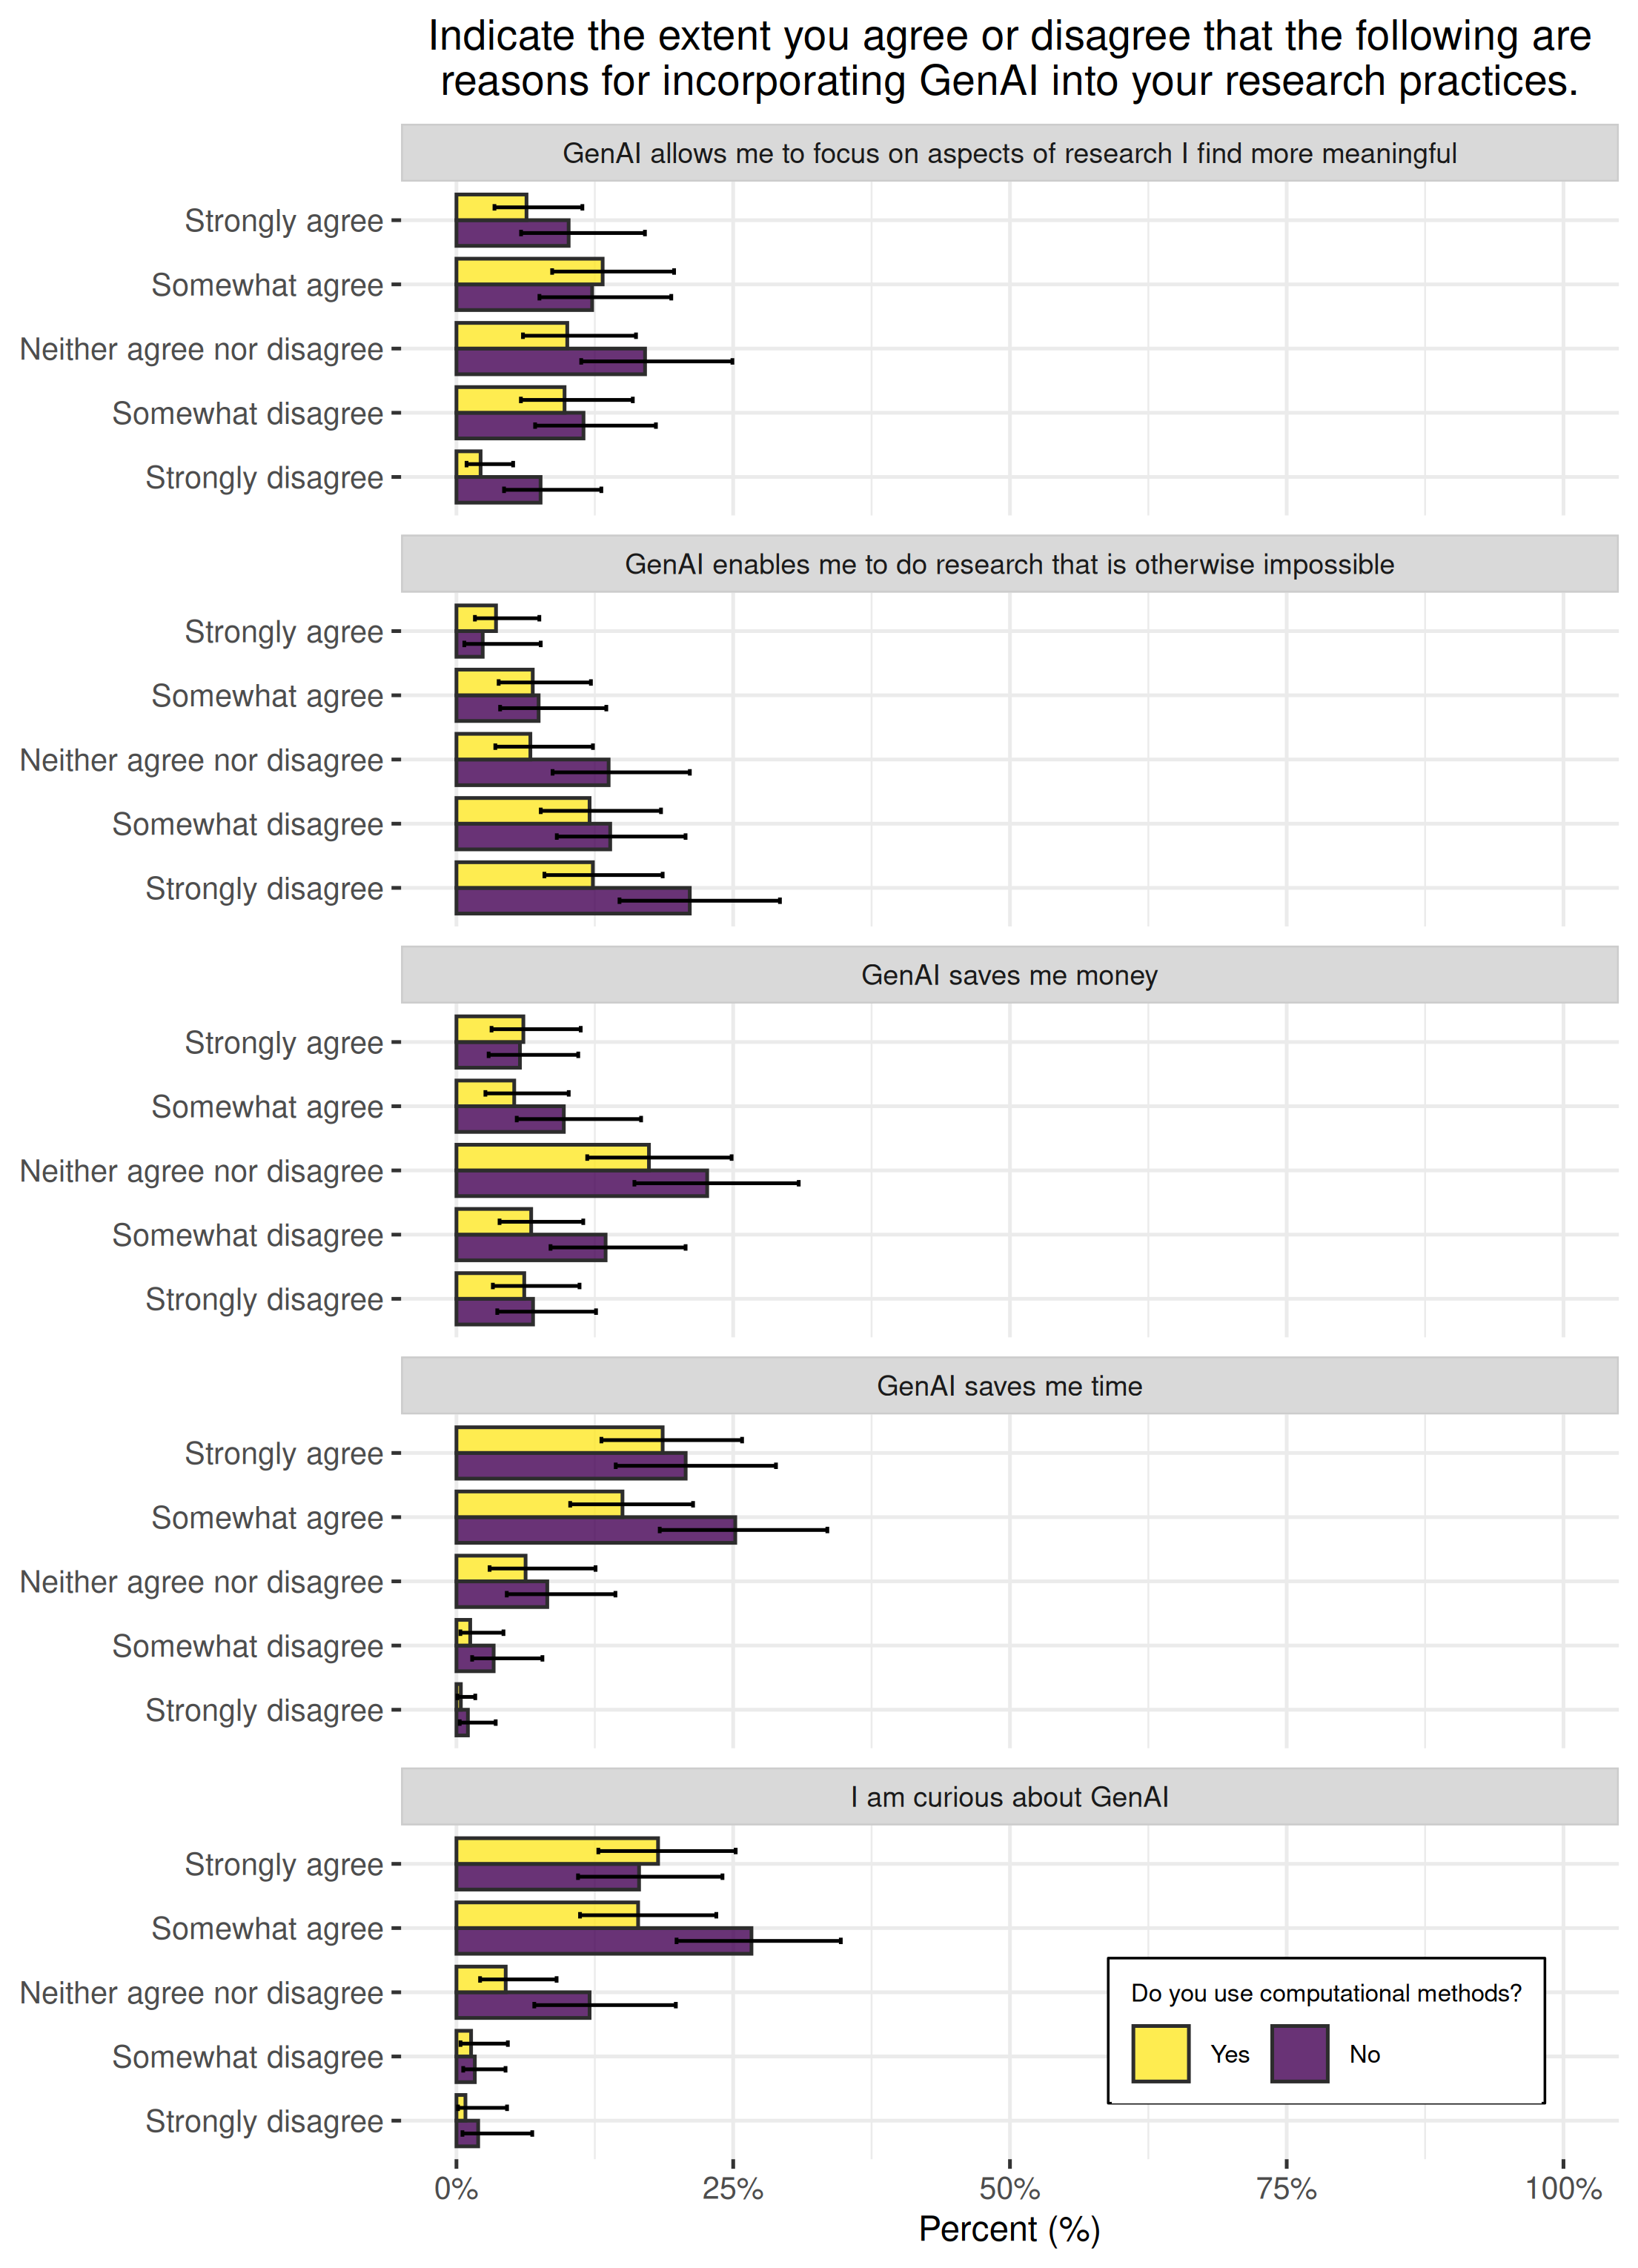 Indicate the extent you agree or disagree that the following are
reasons for incorporating GenAI into your research practices.
GenAI allows me to focus on aspects of research I find more meaningful
Strongly agree
Somewhat agree
Neither agree nor disagree
Somewhat disagree
Strongly disagree
GenAI enables me to do research that is otherwise impossible
Strongly agree
Somewhat agree
Neither agree nor disagree
Somewhat disagree
Strongly disagree
GenAI saves me money
Strongly agree
Somewhat agree
Neither agree nor disagree
Somewhat disagree
Strongly disagree
GenAI saves me time
Strongly agree
Somewhat agree
Neither agree nor disagree
Somewhat disagree
Strongly disagree
I am curious about GenAI
Strongly agree
Somewhat agree
Neither agree nor disagree
Somewhat disagree
Strongly disagree
Do you use computational methods?
Yes No
0% 25% 50% 75% 100%
Percent (%)